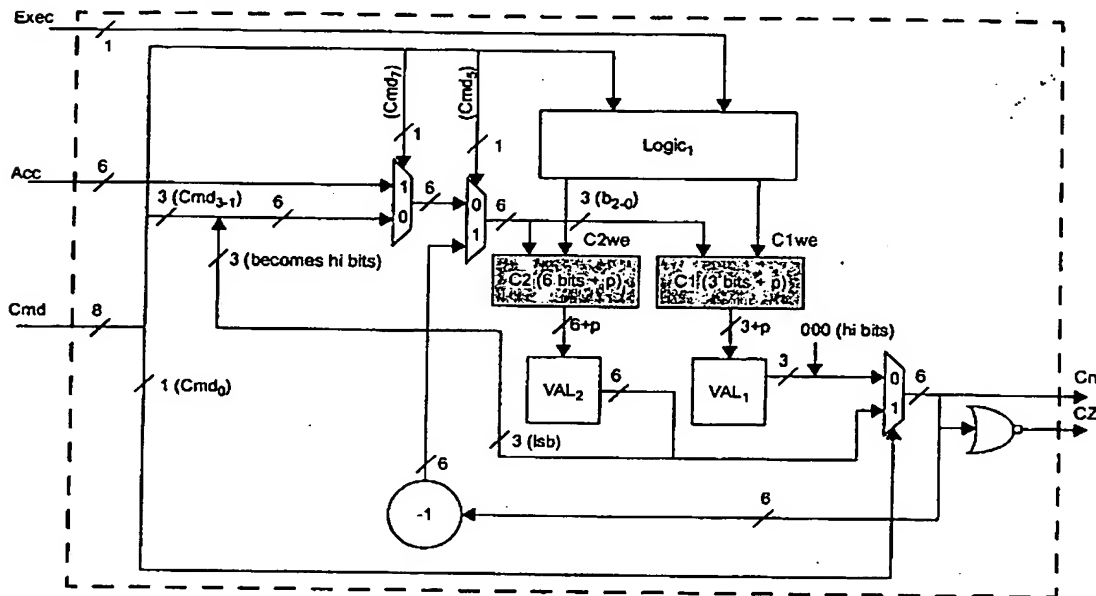 Exec
1
(Cmd7)
(Cmd5)
1
1
Logic1
Acc
6
3 (Cmd3-1)
6
1
0
6
0
1
6
3 (b2-0)
C2we
C1we
3 (becomes hi bits)
C2 (6 bits + p)
C1 (3 bits + p)
Cmd
8
6+p
3+p
000 (hi bits)
1 (Cmd0)
VAL2
6
VAL1
3
0
1
6
Cn
CZ
3 (lsb)
6
-1
6